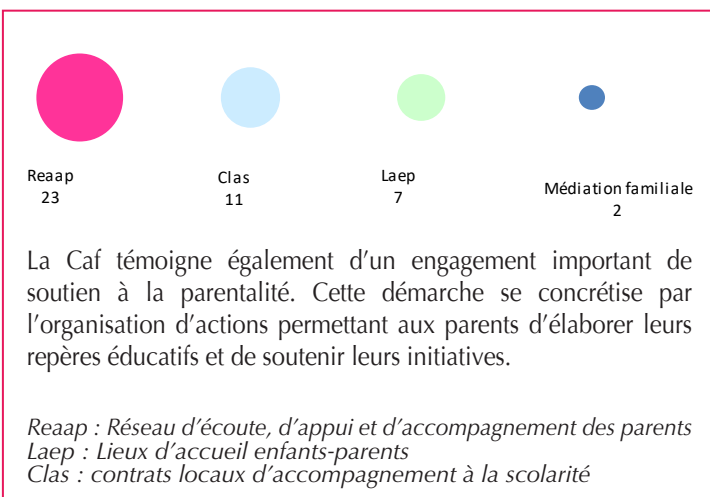 Reaap
23
Clas
11
Laep
7
Médiation familiale
2
La Caf témoigne également d'un engagement important de
soutien à la parentalité. Cette démarche se concrétise par
l'organisation d'actions permettant aux parents d'élaborer leurs
repères éducatifs et de soutenir leurs initiatives.
Reaap : Réseau d'écoute, d'appui et d'accompagnement des parents
Laep : Lieux d'accueil enfants-parents
Clas : contrats locaux d'accompagnement à la scolarité